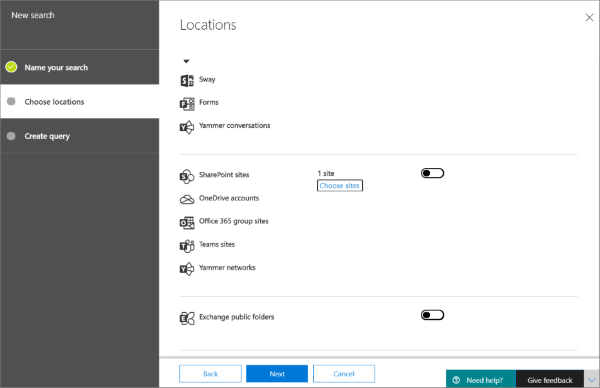 New search
Name your search
Choose locations
Create query
Locations
Sway
Forms
Yammer conversations
SharePoint sites
1 site
Choose sites
OneDrive accounts
Office 365 group sites
Teams sites
Yammer networks
Exchange public folders
Back
Next
Cancel
Need help?
Give feedback